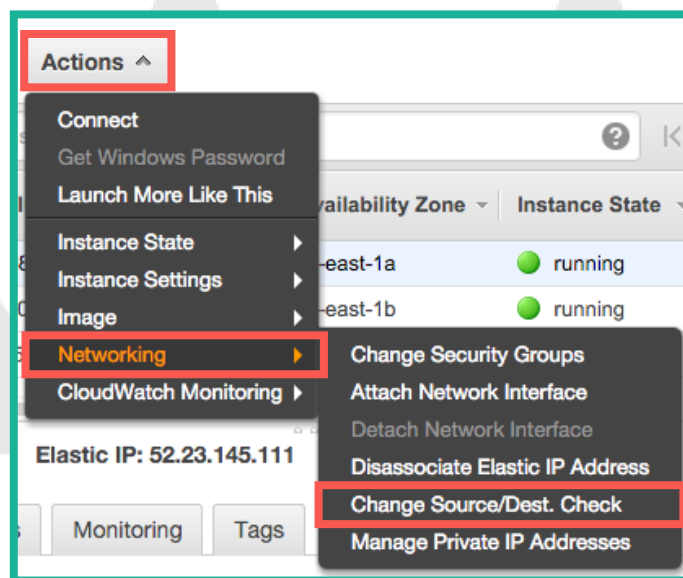 Actions
Connect
Get Windows Password
Launch More Like This
Availability Zone Instance State
Instance State
-east-1a running
Instance Settings
-east-1b running
Image
Networking
Change Security Groups
CloudWatch Monitoring
Attach Network Interface
Detach Network Interface
Elastic IP: 52.23.145.111
Disassociate Elastic IP Address
Change Source/Dest. Check
Monitoring Tags
Manage Private IP Addresses